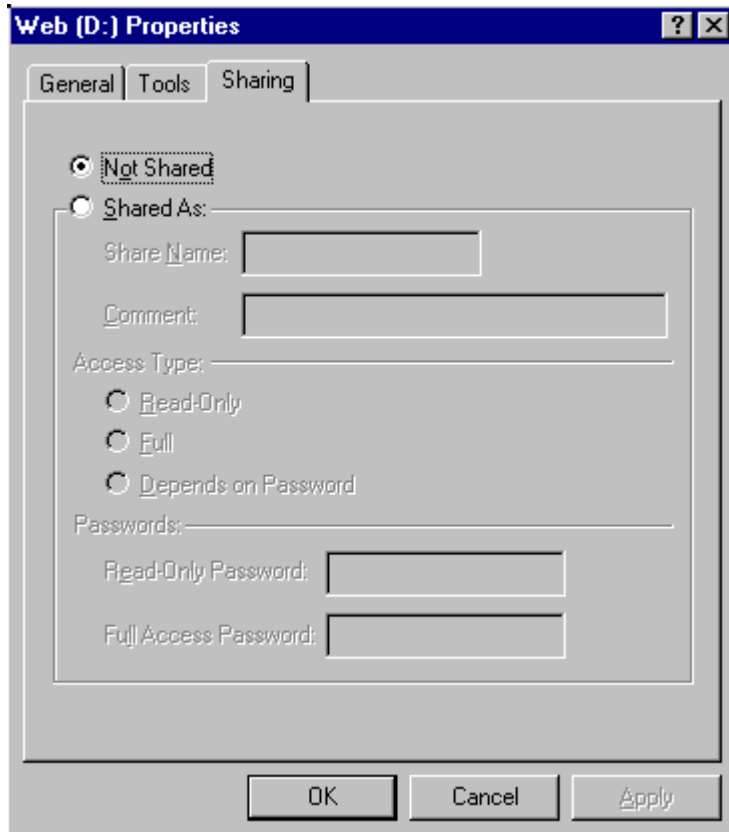 Web (D:) Properties
General Tools Sharing
Not Shared
Shared As:
Share Name:
Comment:
Access Type:
Read-Only
Full
Depends on Password
Passwords:
Read-Only Password:
Full Access Password:
OK Cancel Apply